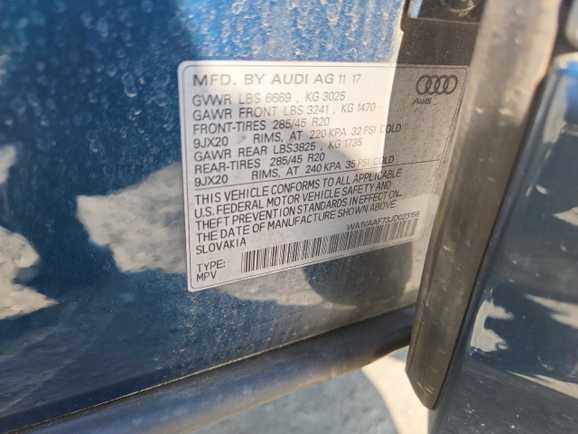 MFD. BY AUDI AG 11 17
GVWR LBS 6669 , KG 3025
GAWR FRONT LBS 3241 , KG 1470
FRONT-TIRES 285/45 R20
9JX20 RIMS, AT 220 KPA 32 PSI COLD
GAWR REAR LBS3825 , KG 1735
REAR-TIRES 285/45 R20
9JX20 RIMS, AT 240 KPA 35 PSI COLD
THIS VEHICLE CONFORMS TO ALL APPLICABLE
U.S. FEDERAL MOTOR VEHICLE SAFETY AND
THEFT PREVENTION STANDARDS IN EFFECT ON
THE DATE OF MANUFACTURE SHOWN ABOVE.
SLOVAKIA
TYPE:
MPV
Audi